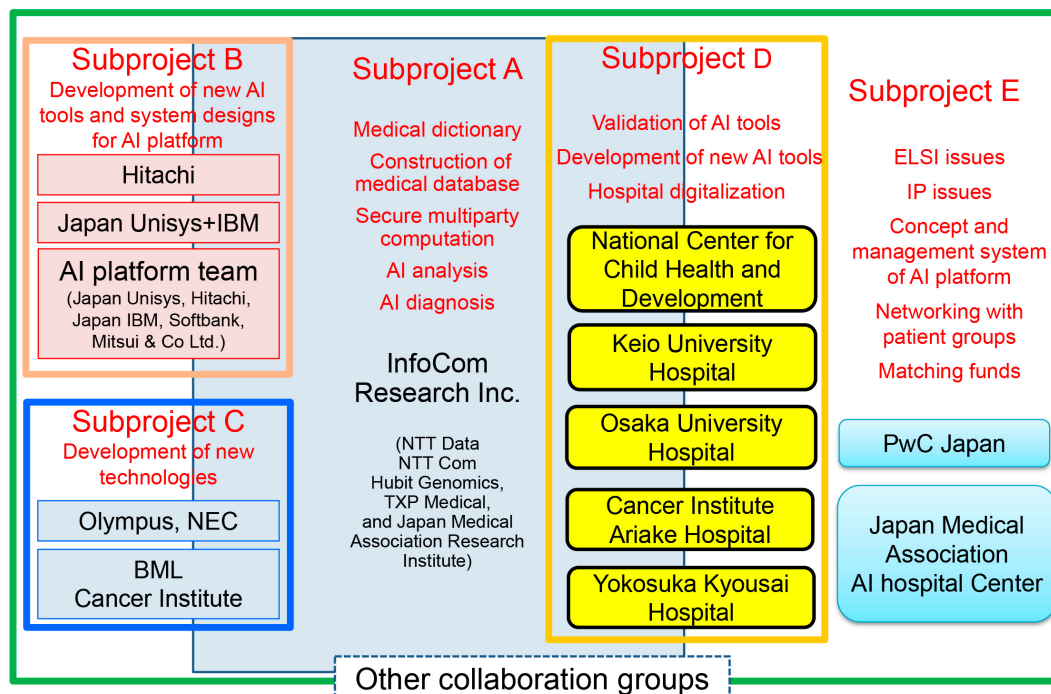 Subproject B
Development of new AI
tools and system designs
for AI platform
Hitachi
Japan Unisys+IBM
AI platform team
(Japan Unisys, Hitachi,
Japan IBM, Softbank,
Mitsui & Co Ltd.)
Subproject C
Development of new
technologies
Olympus, NEC
BML
Cancer Institute
Subproject A
Medical dictionary
Construction of
medical database
Secure multiparty
computation
AI analysis
AI diagnosis
InfoCom
Research Inc.
(NTT Data
NTT Com
Hubit Genomics,
TXP Medical,
and Japan Medical
Association Research
Institute)
Subproject D
Validation of AI tools
Development of new AI tools
Hospital digitalization
National Center for
Child Health and
Development
Keio University
Hospital
Osaka University
Hospital
Cancer Institute
Ariake Hospital
Yokosuka Kyousai
Hospital
Subproject E
ELSI issues
IP issues
Concept and
management system
of AI platform
Networking with
patient groups
Matching funds
PwC Japan
Japan Medical
Association
AI hospital Center
Other collaboration groups